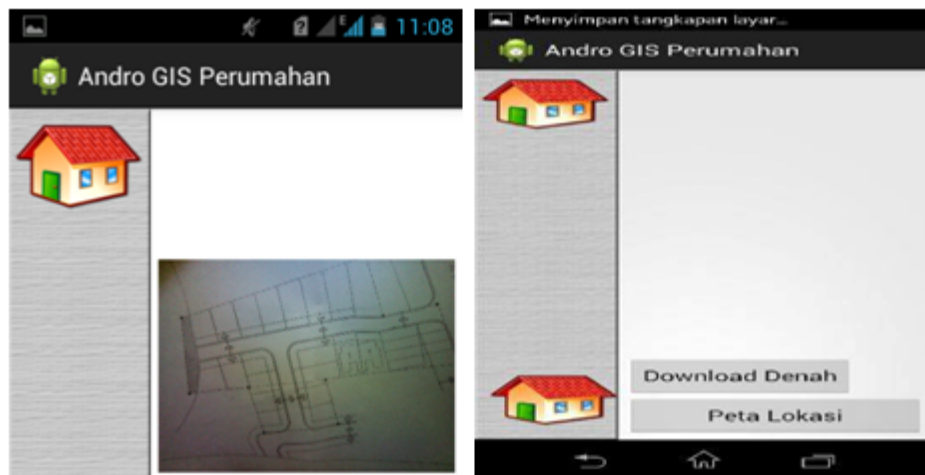 E
11:08
Andro GIS Perumahan
Menyimpan tangkapan layar...
Andro GIS Perumahan
Download Denah
Peta Lokasi